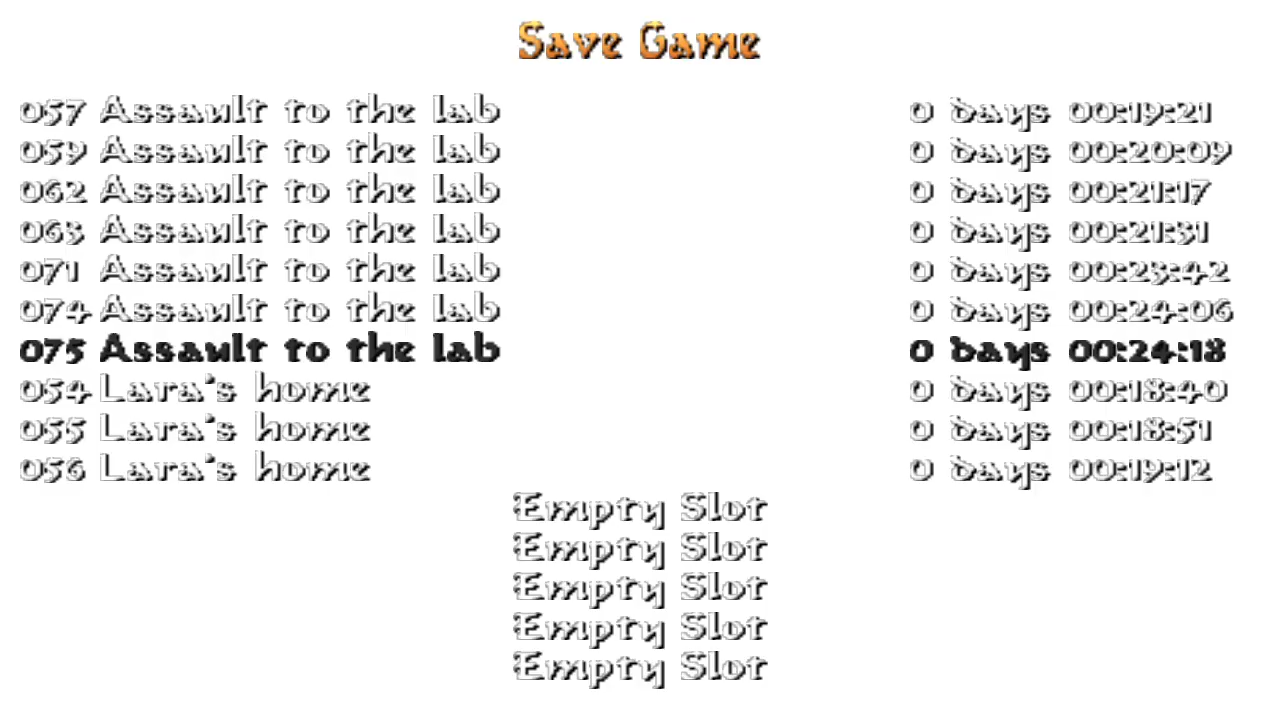 Save Game
057 Assault to the lab 0 days 00:19:21
059 Assault to the lab 0 days 00:20:09
062 Assault to the lab 0 days 00:21:17
063 Assault to the lab 0 days 00:21:31
071 Assault to the lab 0 days 00:23:42
074 Assault to the lab 0 days 00:24:06
075 Assault to the lab 0 days 00:24:18
054 Lara's home 0 days 00:18:40
055 Lara's home 0 days 00:18:51
056 Lara's home 0 days 00:19:12
Empty Slot
Empty Slot
Empty Slot
Empty Slot
Empty Slot